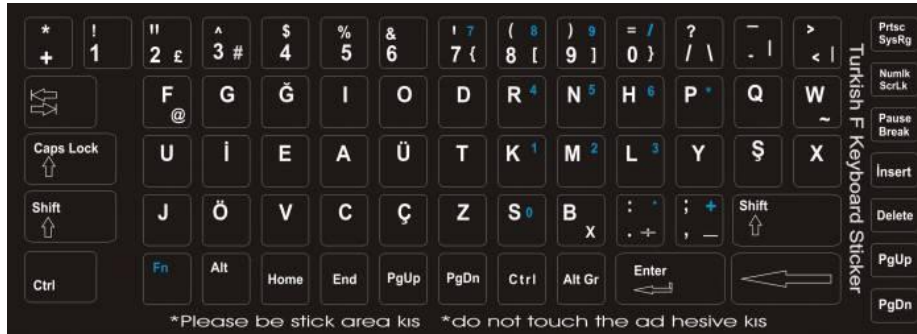 * + ! 1 " 2 £ ^ 3 # $ 4 % 5 & 6 ' 7 7 { ( 8 8 [ ) 9 9 ] = / 0 } ? / \ _ - | > < | Prtsc SysRg
F @ G Ğ I O D R 4 N 5 H 6 P * Q W ~ Numlk ScrLk
Pause Break
Caps Lock U İ E A Ü T K 1 M 2 L 3 Y Ş X İnsert
Shift J Ö V C Ç Z S 0 B x : . ÷ ; + , _ Shift Delete
Ctrl Fn Alt Home End PgUp PgDn Ctrl Alt Gr Enter PgUp
PgDn
Turkish F Keyboard Sticker
*Please be stick area kıs *do not touch the ad hesive kıs